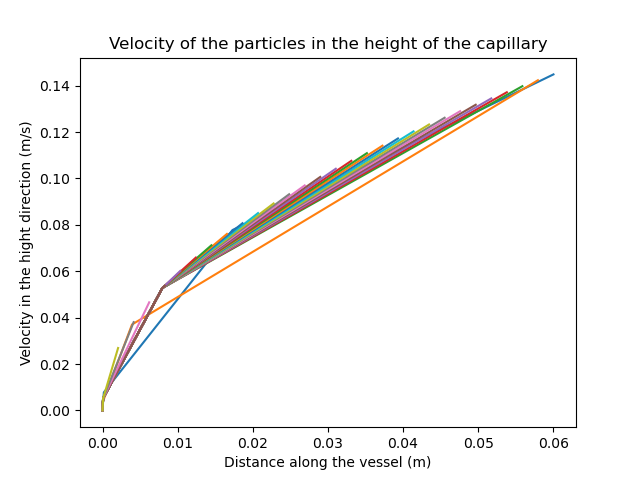 Velocity of the particles in the height of the capillary
0.14
0.12
0.10
0.08
0.06
0.04
0.02
0.00
Velocity in the hight direction (m/s)
0.00 0.01 0.02 0.03 0.04 0.05 0.06
Distance along the vessel (m)